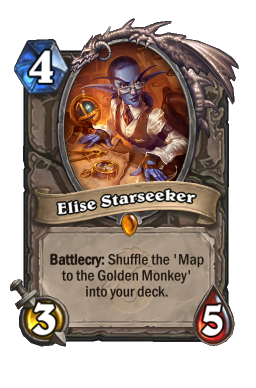 4
Elise Starseeker
Battlecry: Shuffle the 'Map
to the Golden Monkey'
into your deck.
3
5